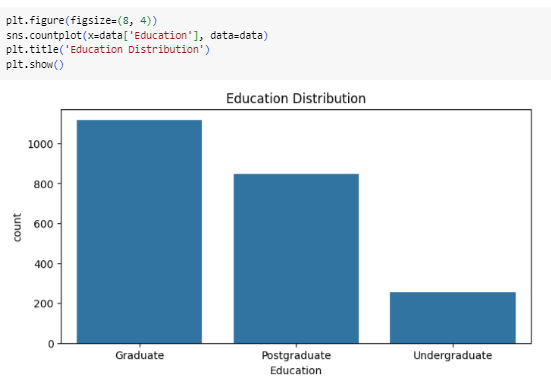 plt.figure(figsize=(8, 4))
sns.countplot(x=data['Education'], data=data)
plt.title('Education Distribution')
plt.show()
Education Distribution
1000
800
600
400
200
0
count
Graduate Postgraduate Undergraduate
Education